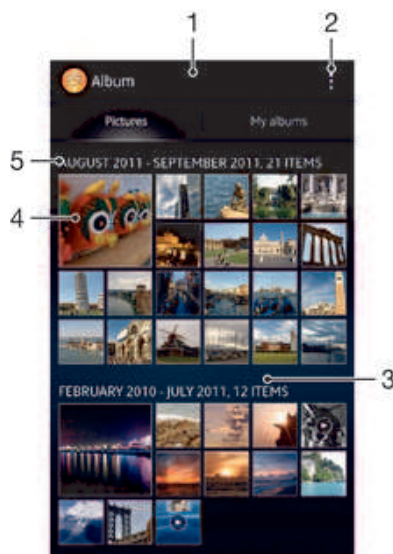 1 2
Album
Pictures My albums
5 AUGUST 2011 - SEPTEMBER 2011, 21 ITEMS
4
3
FEBRUARY 2010 - JULY 2011, 12 ITEMS